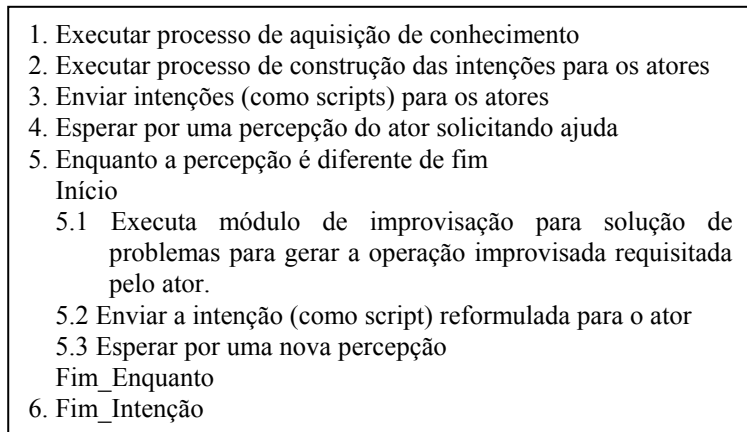 1. Executar processo de aquisição de conhecimento
2. Executar processo de construção das intenções para os atores
3. Enviar intenções (como scripts) para os atores
4. Esperar por uma percepção do ator solicitando ajuda
5. Enquanto a percepção é diferente de fim
Início
5.1 Executa módulo de improvisação para solução de
problemas para gerar a operação improvisada requisitada
pelo ator.
5.2 Enviar a intenção (como script) reformulada para o ator
5.3 Esperar por uma nova percepção
Fim_Enquanto
6. Fim_Intenção